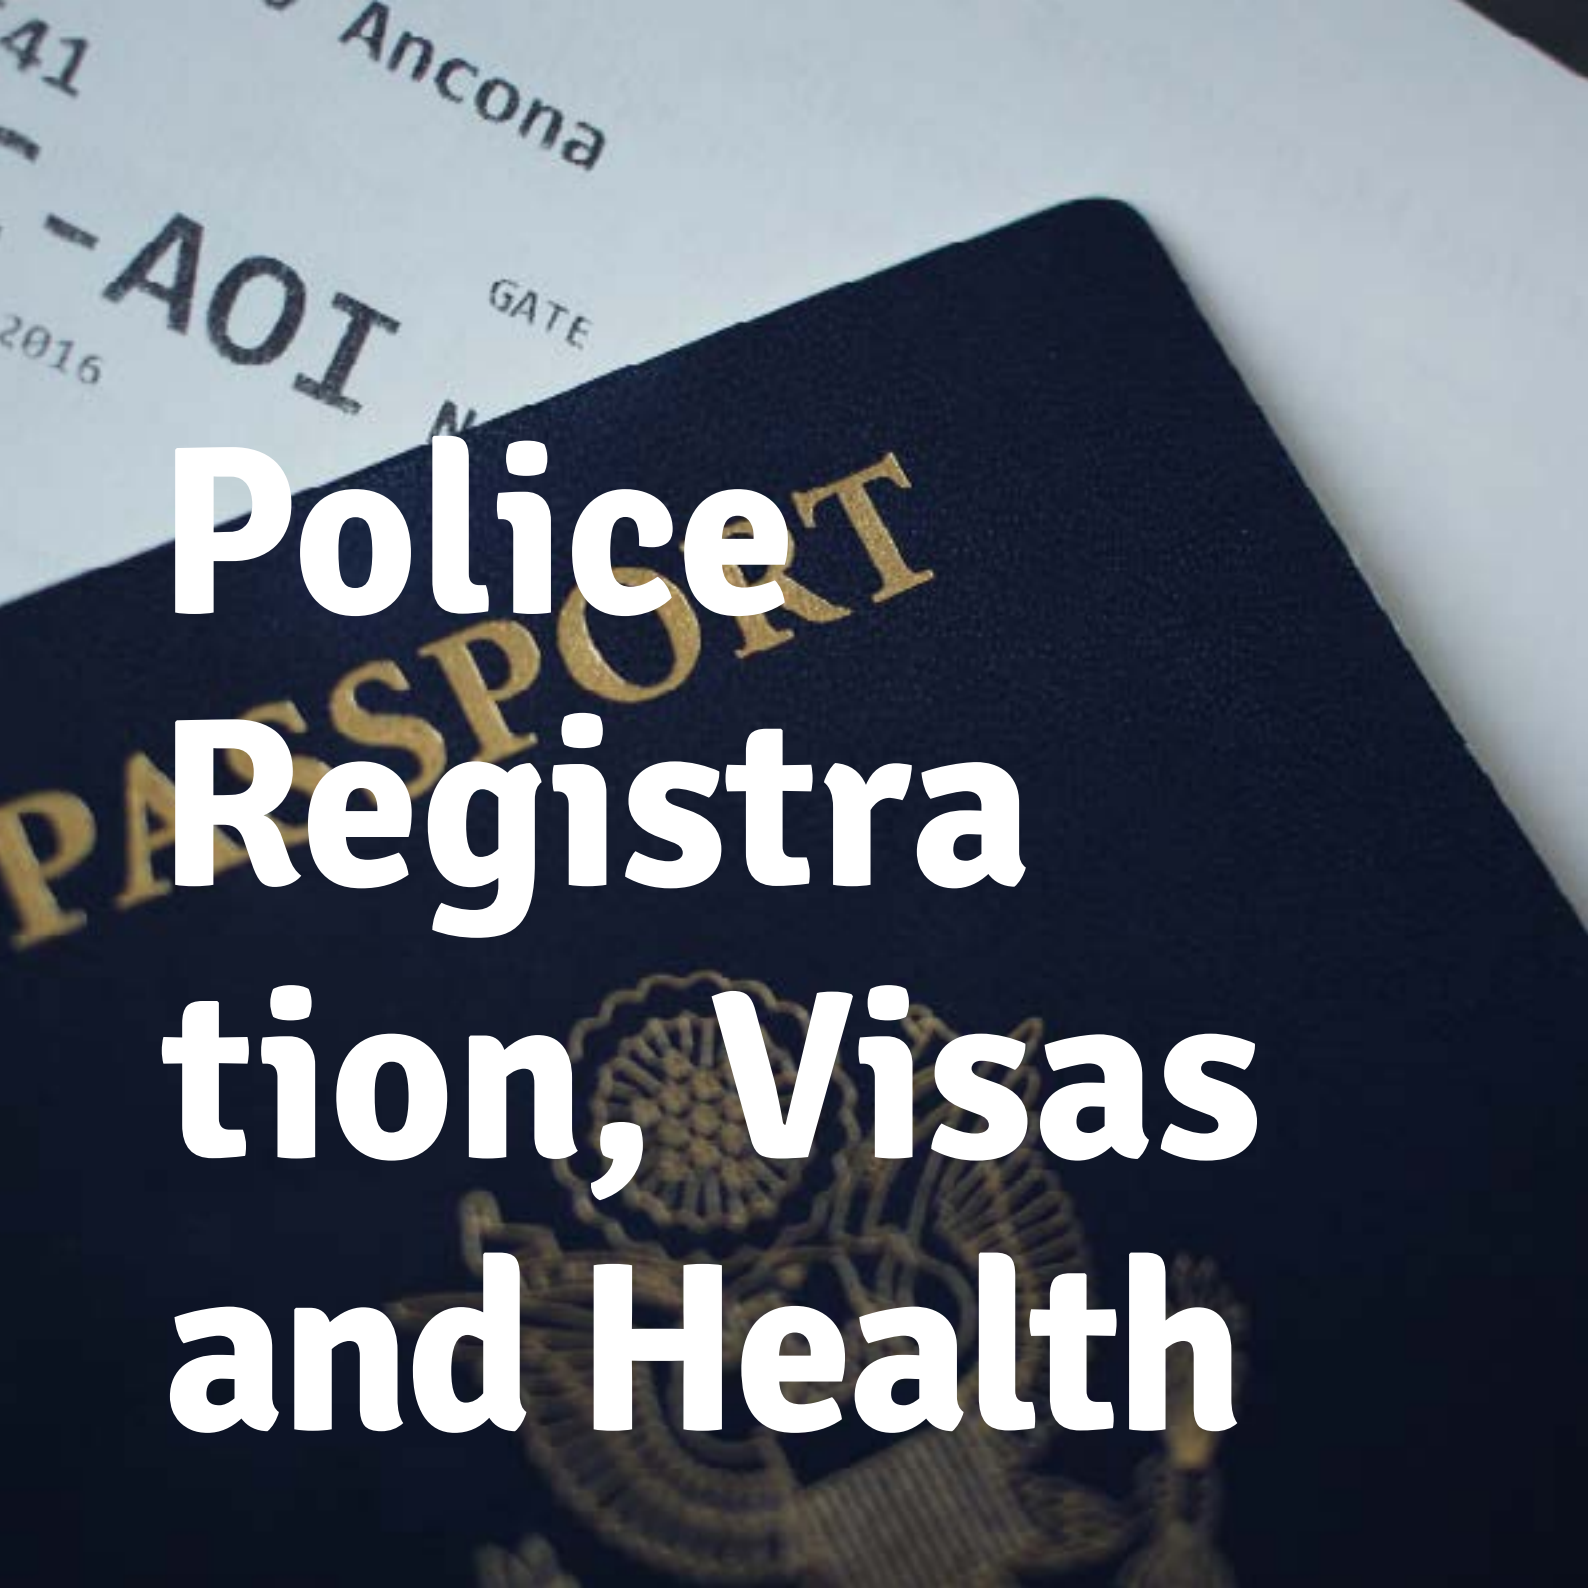 41
Ancona
-AOI
GATE
2016
N
PASSPORT
Police
Registra
tion, Visas
and Health